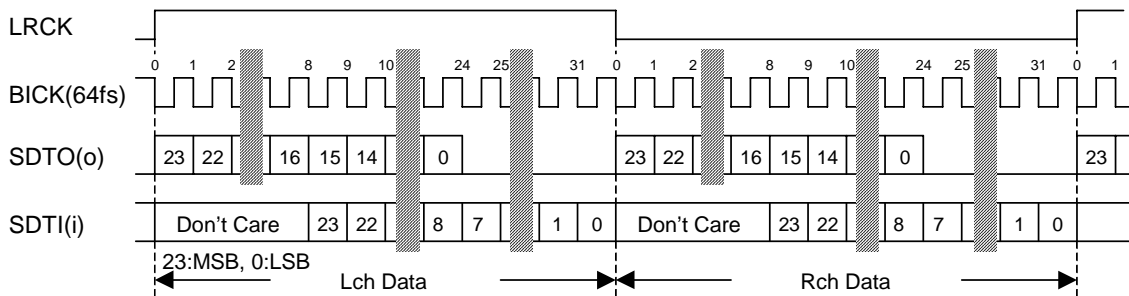 LRCK
0 1 2 8 9 10 24 25 31 0 1 2 8 9 10 24 25 31 0 1
BICK(64fs)
SDTO(o) 23 22 16 15 14 0 23 22 16 15 14 0 23
SDTI(i) Don't Care 23 22 8 7 1 0 Don't Care 23 22 8 7 1 0
23:MSB, 0:LSB
Lch Data Rch Data